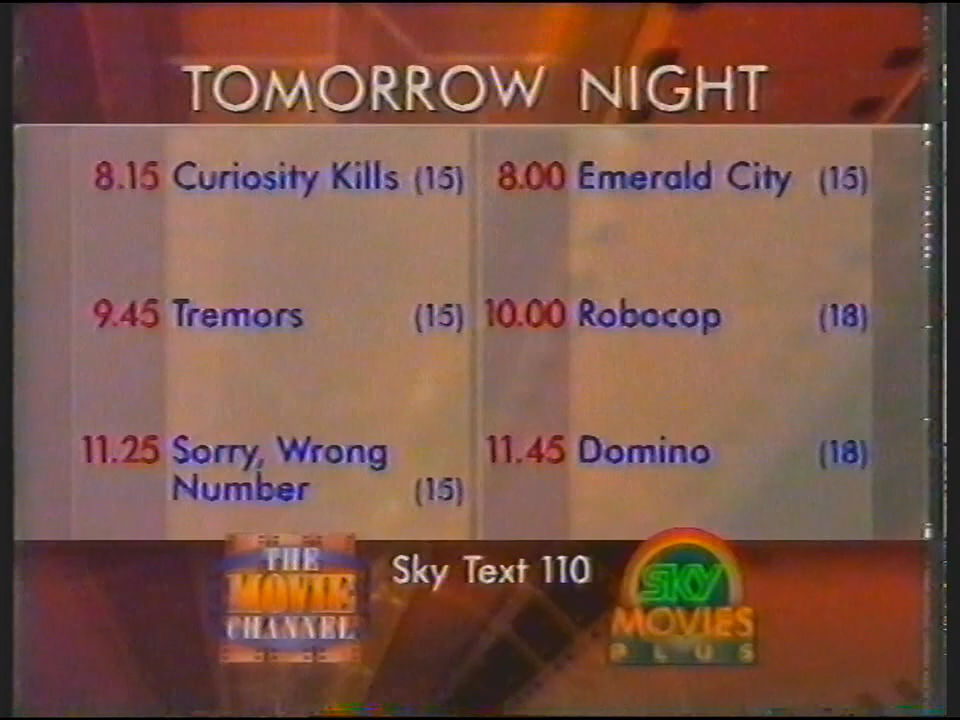 TOMORROW NIGHT
8.15 Curiosity Kills (15)
9.45 Tremors (15)
11.25 Sorry, Wrong
Number (15)
8.00 Emerald City (15)
10.00 Robocop (18)
11.45 Domino (18)
THE
MOVIE
CHANNEL
Sky Text 110
SKY
MOVIES
PLUS